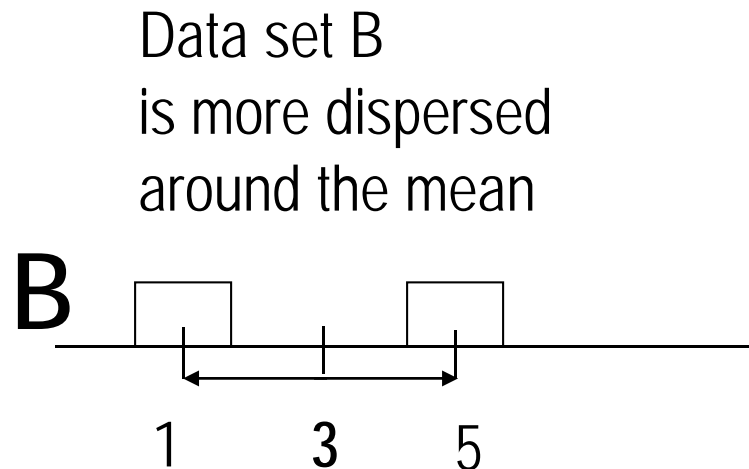 Data set B
is more dispersed
around the mean
B
1 3 5